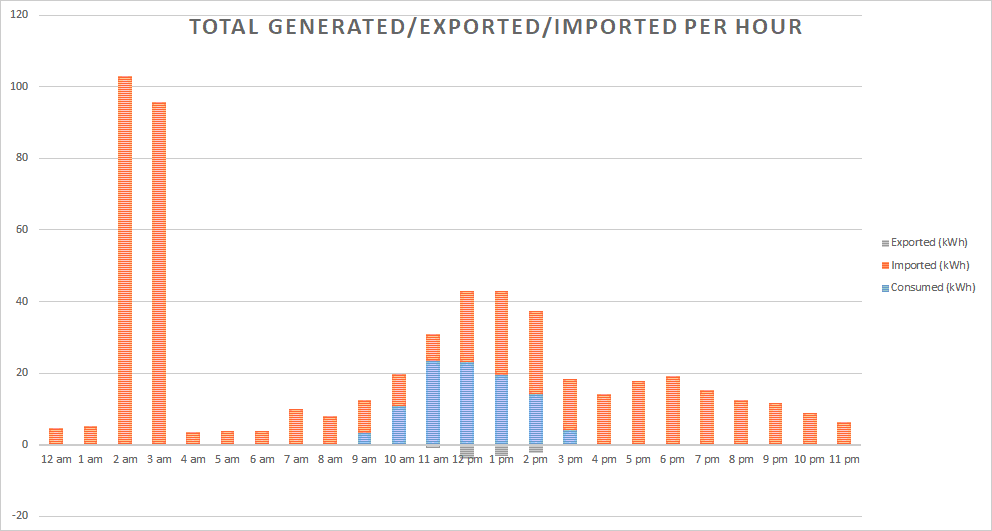 TOTAL GENERATED/EXPORTED/IMPORTED PER HOUR
120
100
80
60
40
20
0
-20
12 am 1 am 2 am 3 am 4 am 5 am 6 am 7 am 8 am 9 am 10 am 11 am 12 pm 1 pm 2 pm 3 pm 4 pm 5 pm 6 pm 7 pm 8 pm 9 pm 10 pm 11 pm
Exported (kWh)
Imported (kWh)
Consumed (kWh)